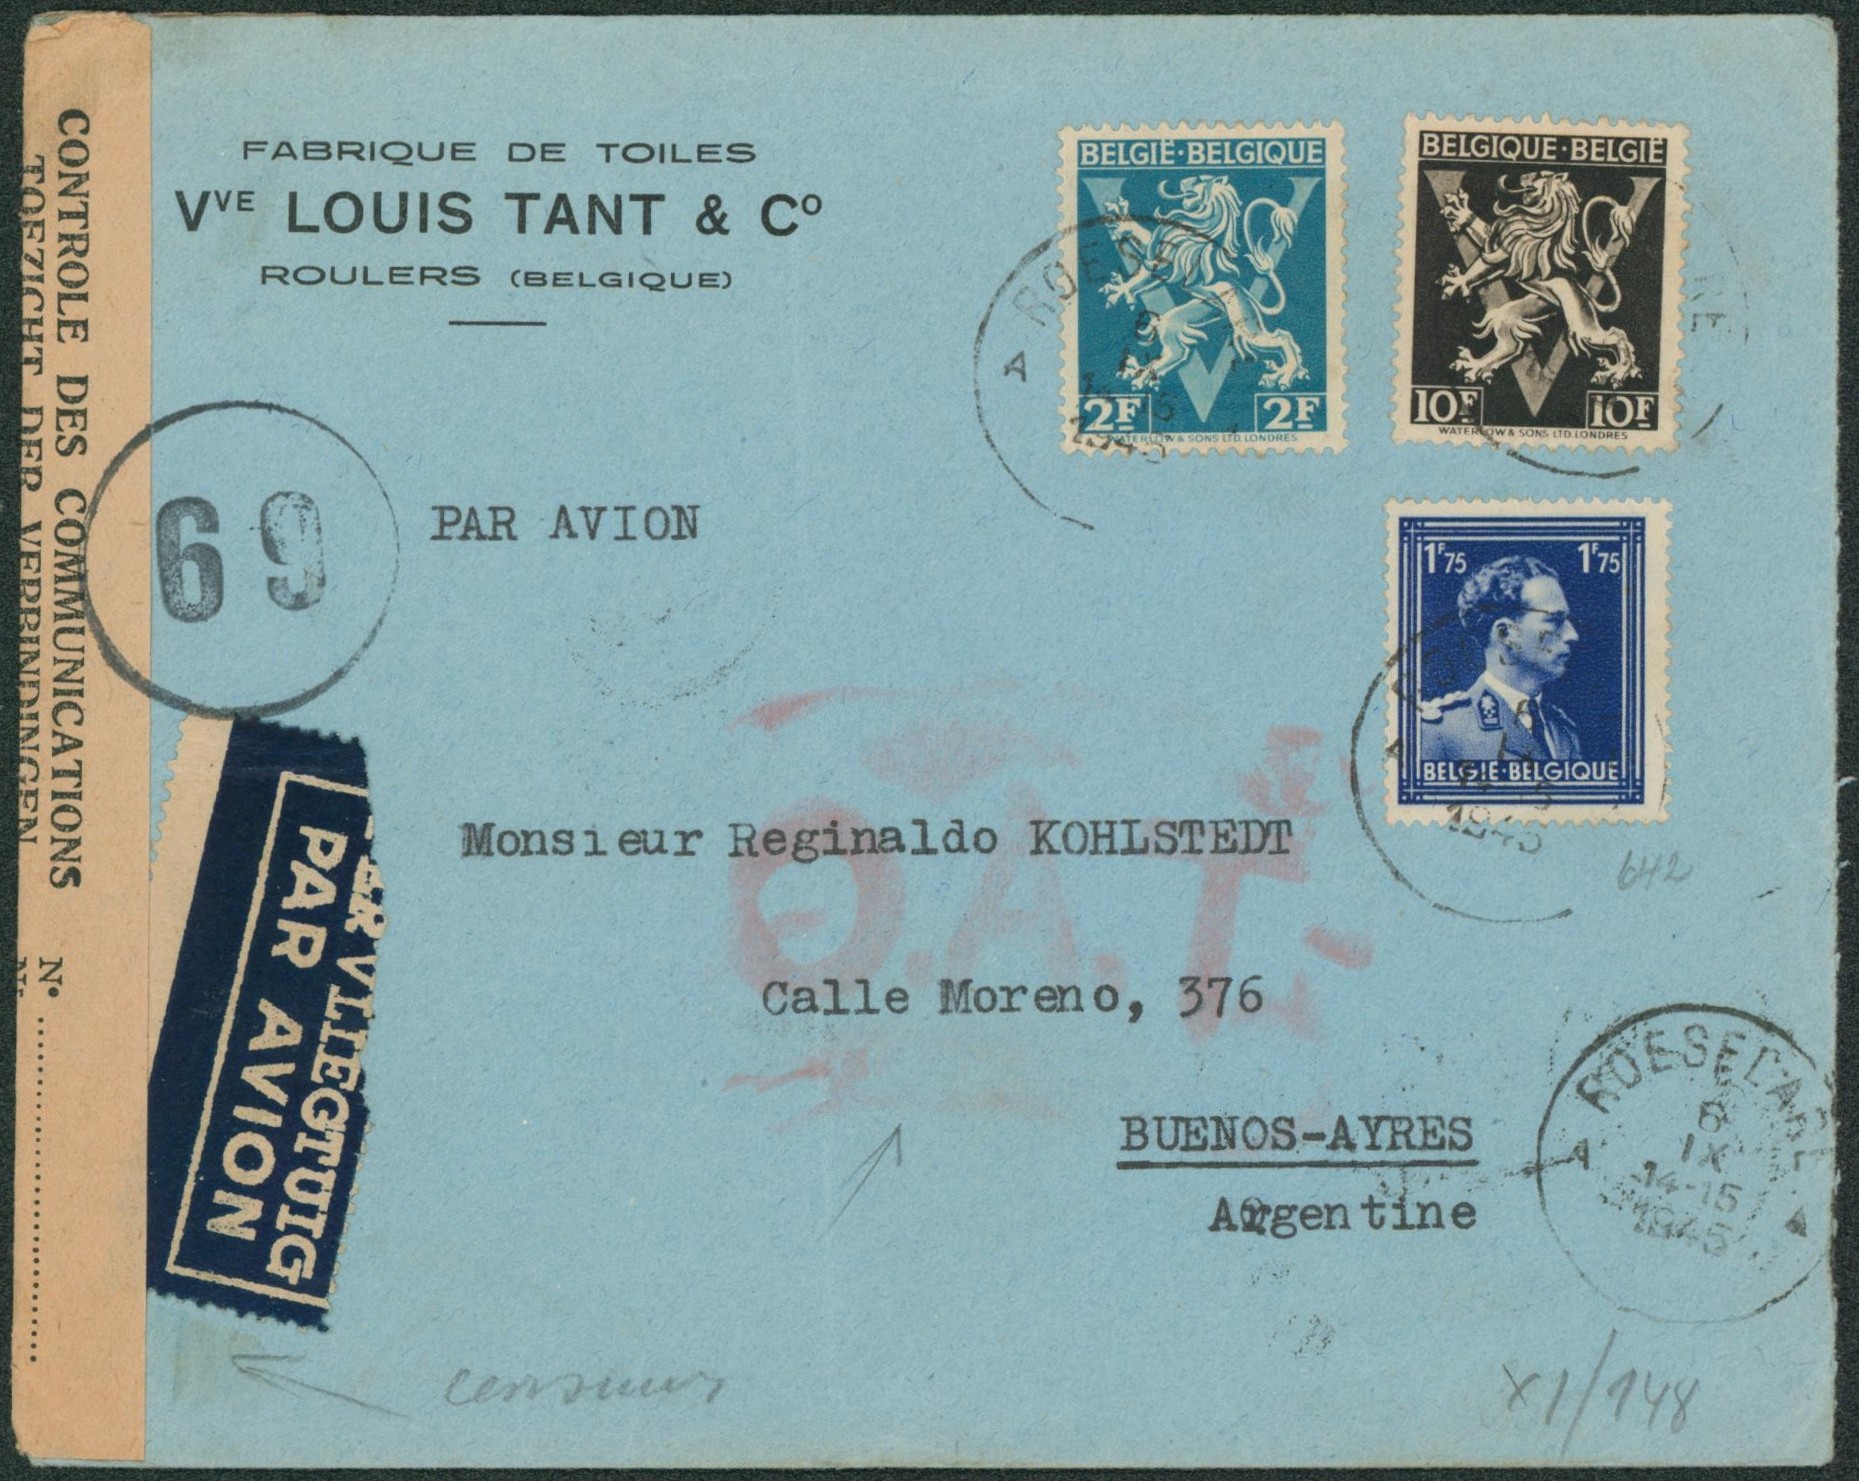 CONTROLE DES COMMUNICATIONS N° ....................
TOEZICHT DER VERBINDINGEN Nr
FABRIQUE DE TOILES
Vve LOUIS TANT & Co
ROULERS (BELGIQUE)
BELGIË·BELGIQUE
2F 2F
WATERLOW & SONS LTD. LONDRES
BELGIQUE·BELGIË
10F 10F
WATERLOW & SONS LTD. LONDRES
1F75 1F75
BELGIE·BELGIQUE
69
PAR AVION
PER VLIEGTUIG
PAR AVION
O.A.T.
Monsieur Reginaldo KOHLSTEDT
Calle Moreno, 376
BUENOS-AYRES
Argentine
642
A ROESELARE A
6
IX
14-15
1945
censuur
XI/148